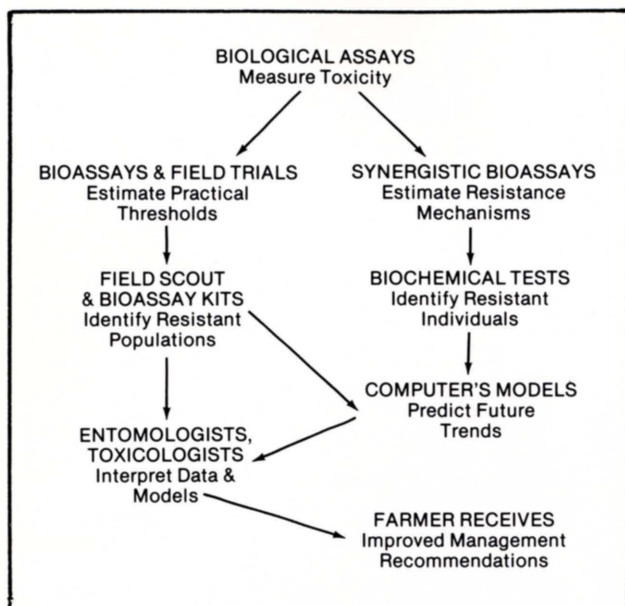 BIOLOGICAL ASSAYS
Measure Toxicity
BIOASSAYS & FIELD TRIALS
Estimate Practical
Thresholds
SYNERGISTIC BIOASSAYS
Estimate Resistance
Mechanisms
FIELD SCOUT
& BIOASSAY KITS
Identify Resistant
Populations
BIOCHEMICAL TESTS
Identify Resistant
Individuals
COMPUTER'S MODELS
Predict Future
Trends
ENTOMOLOGISTS,
TOXICOLOGISTS
Interpret Data &
Models
FARMER RECEIVES
Improved Management
Recommendations